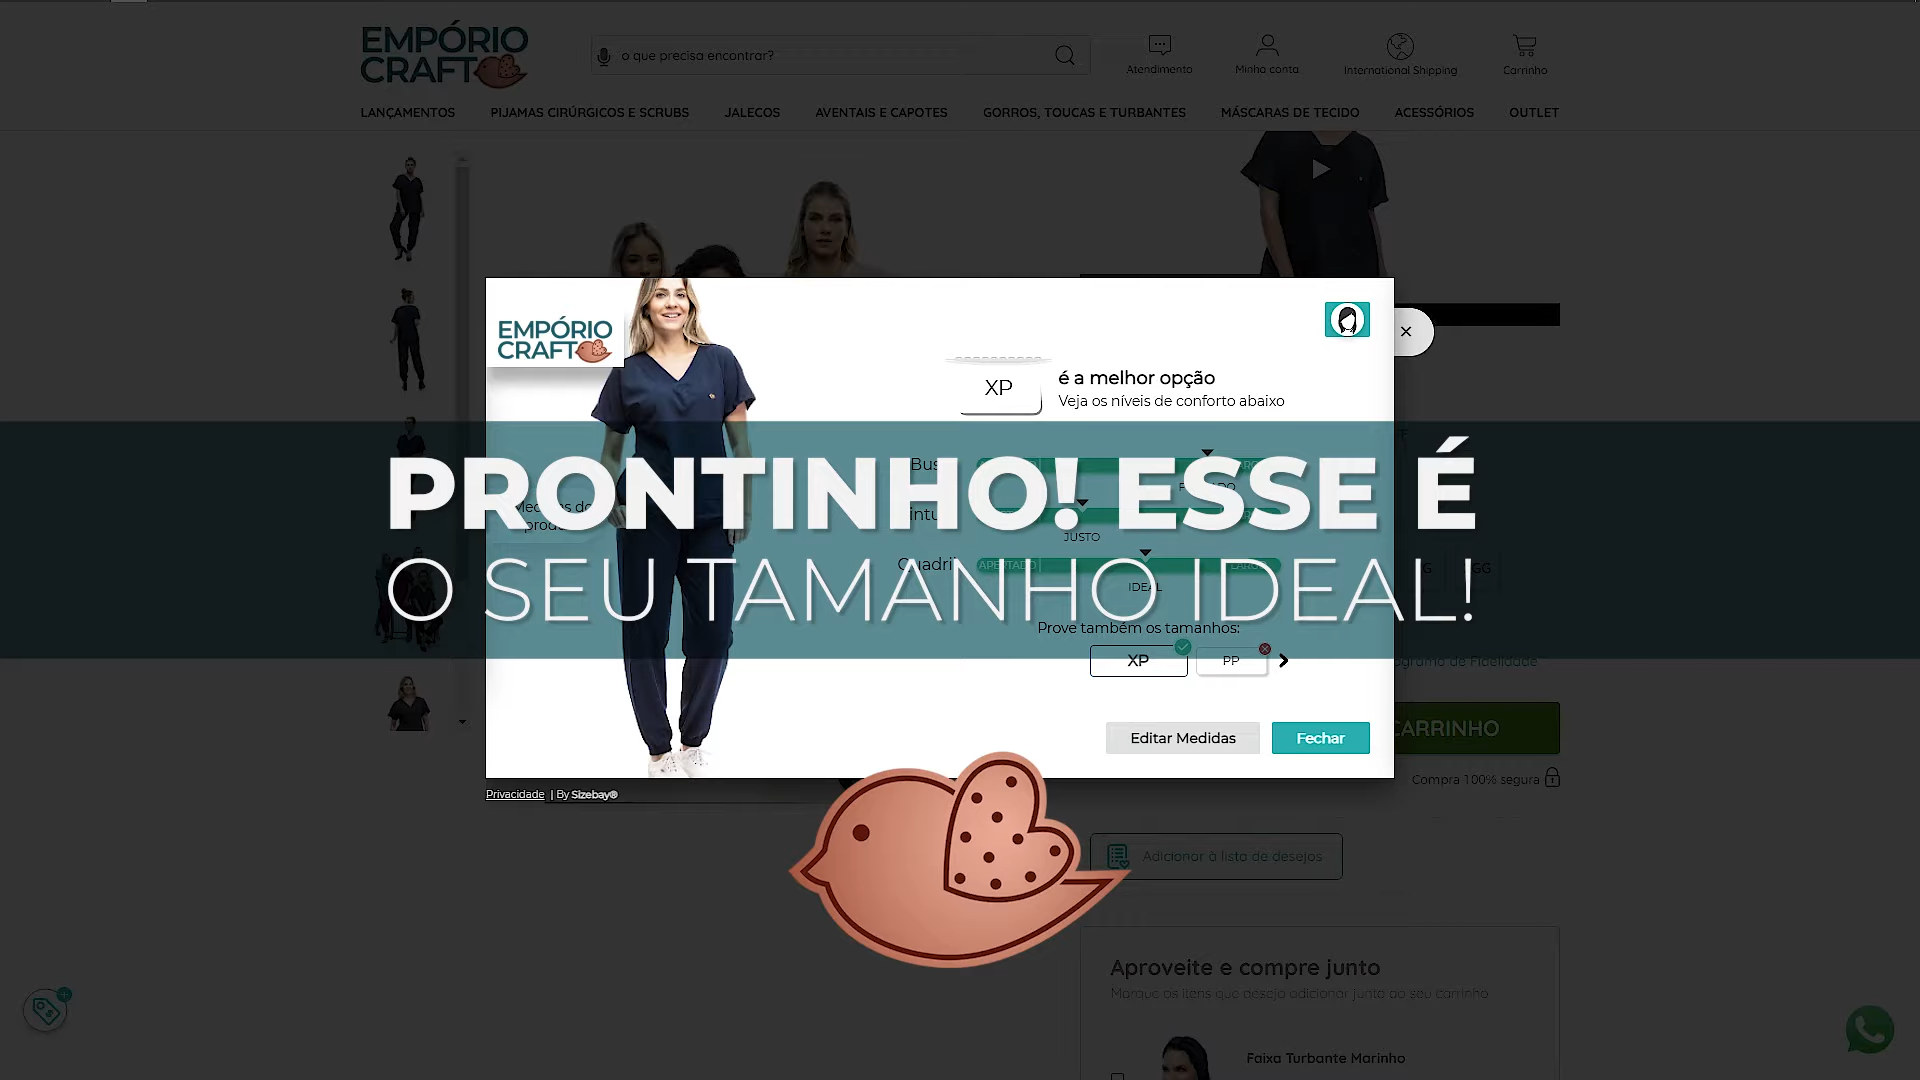 EMPÓRIO
CRAFT
o que precisa encontrar?
Atendimento
Minha conta
International Shipping
Carrinho
LANÇAMENTOS
PIJAMAS CIRÚRGICOS E SCRUBS
JALECOS
AVENTAIS E CAPOTES
GORROS, TOUCAS E TURBANTES
MÁSCARAS DE TECIDO
ACESSÓRIOS
OUTLET
EMPÓRIO
CRAFT
XP
é a melhor opção
Veja os níveis de conforto abaixo
PRONTINHO! ESSE É
O SEU TAMANHO IDEAL!
JUSTO
Quadril
APERTADO
IDEAL
Prove também os tamanhos:
XP
PP
GG
Editar Medidas
Fechar
CARRINHO
Compra 100% segura
Privacidade | By Sizebay®
Adicionar à lista de desejos
Aproveite e compre junto
Marque os itens que deseja adicionar junto ao seu carrinho
Faixa Turbante Marinho